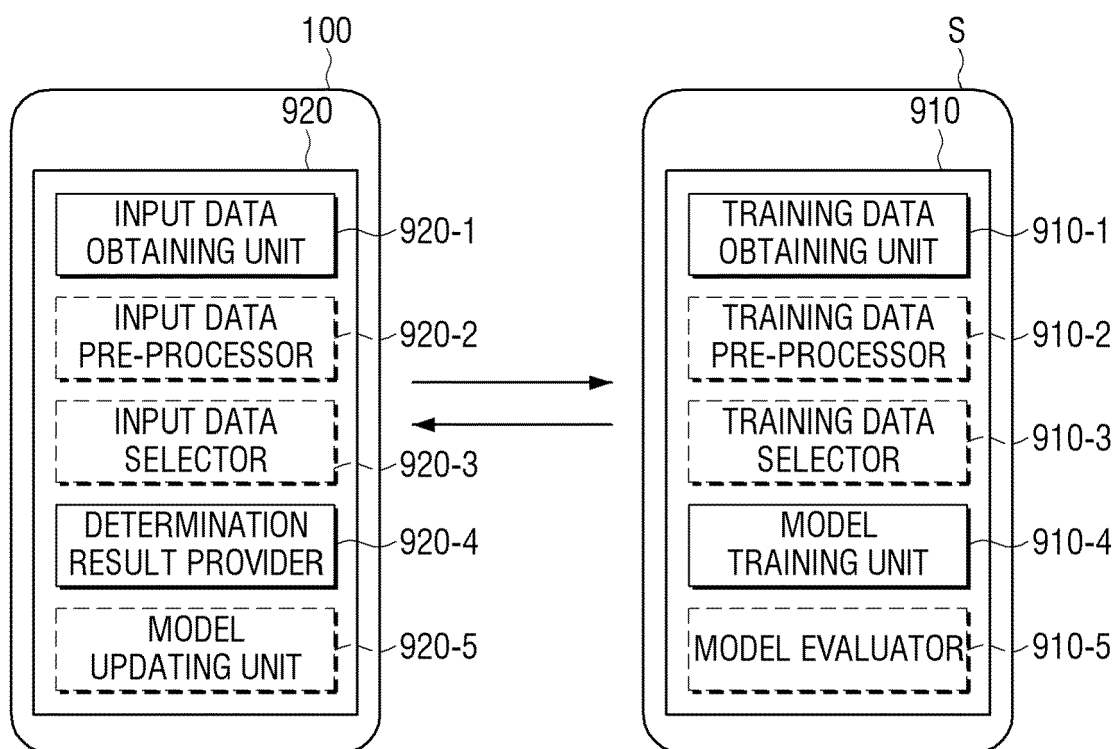 100
920
INPUT DATA
OBTAINING UNIT
920-1
INPUT DATA
PRE-PROCESSOR
920-2
INPUT DATA
SELECTOR
920-3
DETERMINATION
RESULT PROVIDER
920-4
MODEL
UPDATING UNIT
920-5
S
910
TRAINING DATA
OBTAINING UNIT
910-1
TRAINING DATA
PRE-PROCESSOR
910-2
TRAINING DATA
SELECTOR
910-3
MODEL
TRAINING UNIT
910-4
MODEL EVALUATOR
910-5